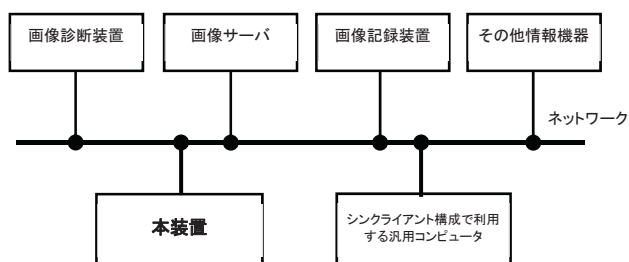 画像診断装置
画像サーバ
画像記録装置
その他情報機器
ネットワーク
本装置
シンクライアント構成で利用
する汎用コンピュータ